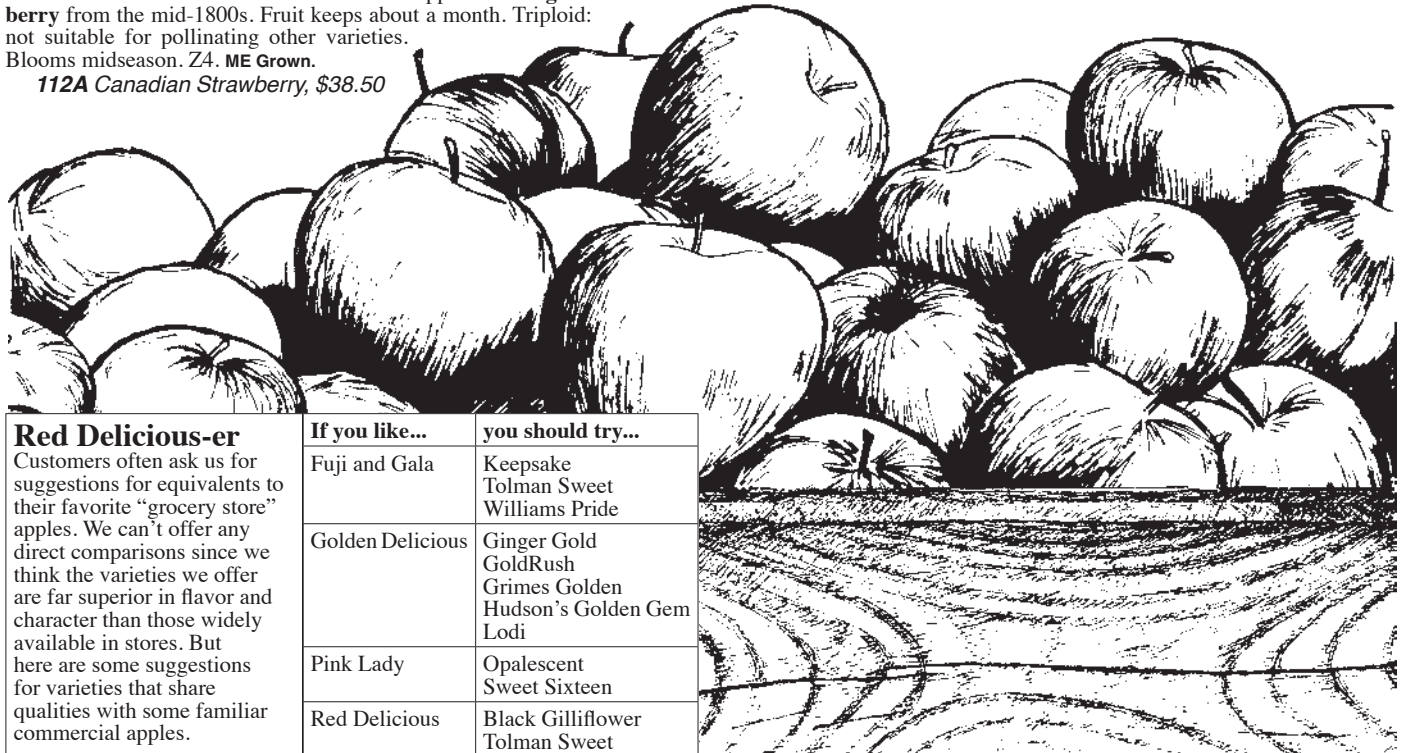 berry from the mid-1800s. Fruit keeps about a month. Triploid:
not suitable for pollinating other varieties.
Blooms midseason. Z4. ME Grown.
112A Canadian Strawberry, $38.50
Red Delicious-er
Customers often ask us for
suggestions for equivalents to
their favorite “grocery store”
apples. We can’t offer any
direct comparisons since we
think the varieties we offer
are far superior in flavor and
character than those widely
available in stores. But
here are some suggestions
for varieties that share
qualities with some familiar
commercial apples.
If you like... you should try...
Fuji and Gala Keepsake
Tolman Sweet
Williams Pride
Golden Delicious Ginger Gold
GoldRush
Grimes Golden
Hudson’s Golden Gem
Lodi
Pink Lady Opalescent
Sweet Sixteen
Red Delicious Black Gilliflower
Tolman Sweet